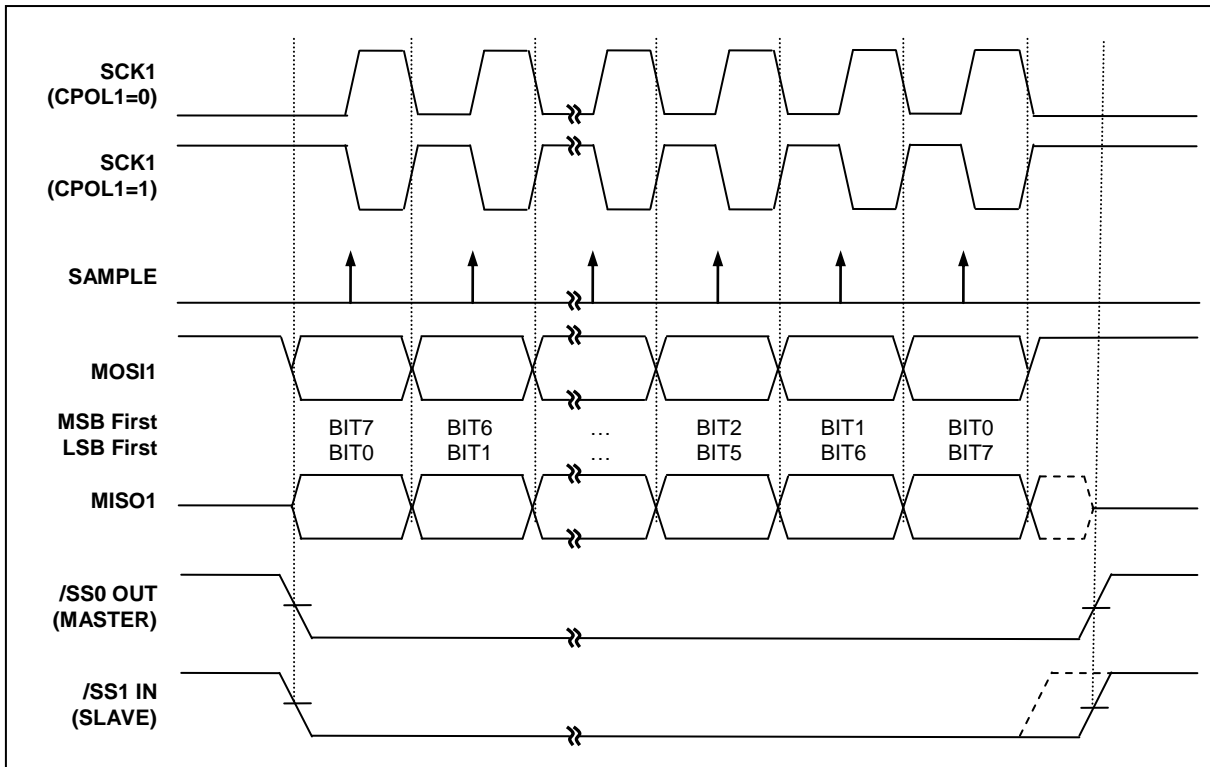 SCK1
(CPOL1=0)
SCK1
(CPOL1=1)
SAMPLE
MOSI1
MSB First BIT7 BIT6 … BIT2 BIT1 BIT0
LSB First BIT0 BIT1 … BIT5 BIT6 BIT7
MISO1
/SS0 OUT
(MASTER)
/SS1 IN
(SLAVE)